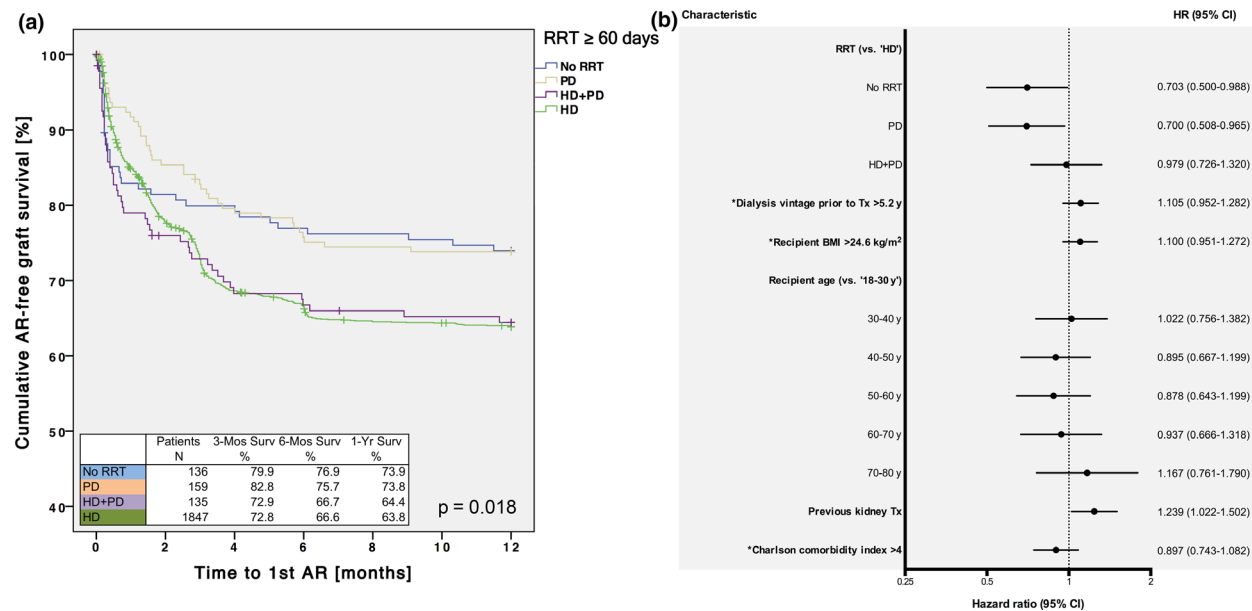 (a)
RRT ≥ 60 days
No RRT
PD
HD+PD
HD
Cumulative AR-free graft survival [%]
100
90
80
70
60
50
40
Patients 3-Mos Surv 6-Mos Surv 1-Yr Surv
N % % %
No RRT 136 79.9 76.9 73.9
PD 159 82.8 75.7 73.8
HD+PD 135 72.9 66.7 64.4
HD 1847 72.8 66.6 63.8
p = 0.018
0 2 4 6 8 10 12
Time to 1st AR [months]
(b)
Characteristic HR (95% CI)
RRT (vs. 'HD')
No RRT 0.703 (0.500-0.988)
PD 0.700 (0.508-0.965)
HD+PD 0.979 (0.726-1.320)
*Dialysis vintage prior to Tx >5.2 y 1.105 (0.952-1.282)
*Recipient BMI >24.6 kg/m² 1.100 (0.951-1.272)
Recipient age (vs. '18-30 y')
30-40 y 1.022 (0.756-1.382)
40-50 y 0.895 (0.667-1.199)
50-60 y 0.878 (0.643-1.199)
60-70 y 0.937 (0.666-1.318)
70-80 y 1.167 (0.761-1.790)
Previous kidney Tx 1.239 (1.022-1.502)
*Charlson comorbidity index >4 0.897 (0.743-1.082)
0.25 0.5 1 2
Hazard ratio (95% CI)